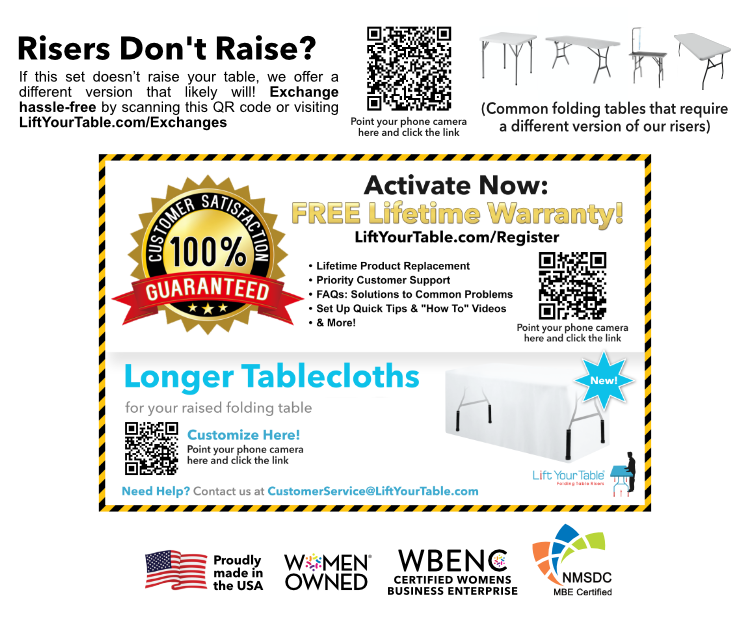 Risers Don't Raise?
If this set doesn't raise your table, we offer a
different version that likely will! Exchange
hassle-free by scanning this QR code or visiting
LiftYourTable.com/Exchanges
Point your phone camera
here and click the link
(Common folding tables that require
a different version of our risers)
Activate Now:
FREE Lifetime Warranty!
LiftYourTable.com/Register
CUSTOMER SATISFACTION
100%
GUARANTEED
• Lifetime Product Replacement
• Priority Customer Support
• FAQs: Solutions to Common Problems
• Set Up Quick Tips & "How To" Videos
• & More!
Point your phone camera
here and click the link
Longer Tablecloths
for your raised folding table
New!
Customize Here!
Point your phone camera
here and click the link
Lift Your Table
Folding Table Risers
Need Help? Contact us at CustomerService@LiftYourTable.com
Proudly
made in
the USA
WOMEN
OWNED
WBENC
CERTIFIED WOMENS
BUSINESS ENTERPRISE
NMSDC
MBE Certified